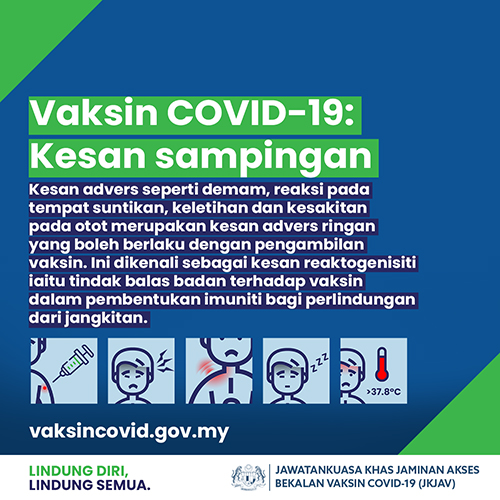 Vaksin COVID-19:
Kesan sampingan
Kesan advers seperti demam, reaksi pada
tempat suntikan, keletihan dan kesakitan
pada otot merupakan kesan advers ringan
yang boleh berlaku dengan pengambilan
vaksin. Ini dikenali sebagai kesan reaktogenisiti
iaitu tindak balas badan terhadap vaksin
dalam pembentukan imuniti bagi perlindungan
dari jangkitan.
zzz
>37.8°C
vaksincovid.gov.my
LINDUNG DIRI,
LINDUNG SEMUA.
JAWATANKUASA KHAS JAMINAN AKSES
BEKALAN VAKSIN COVID-19 (JKJAV)